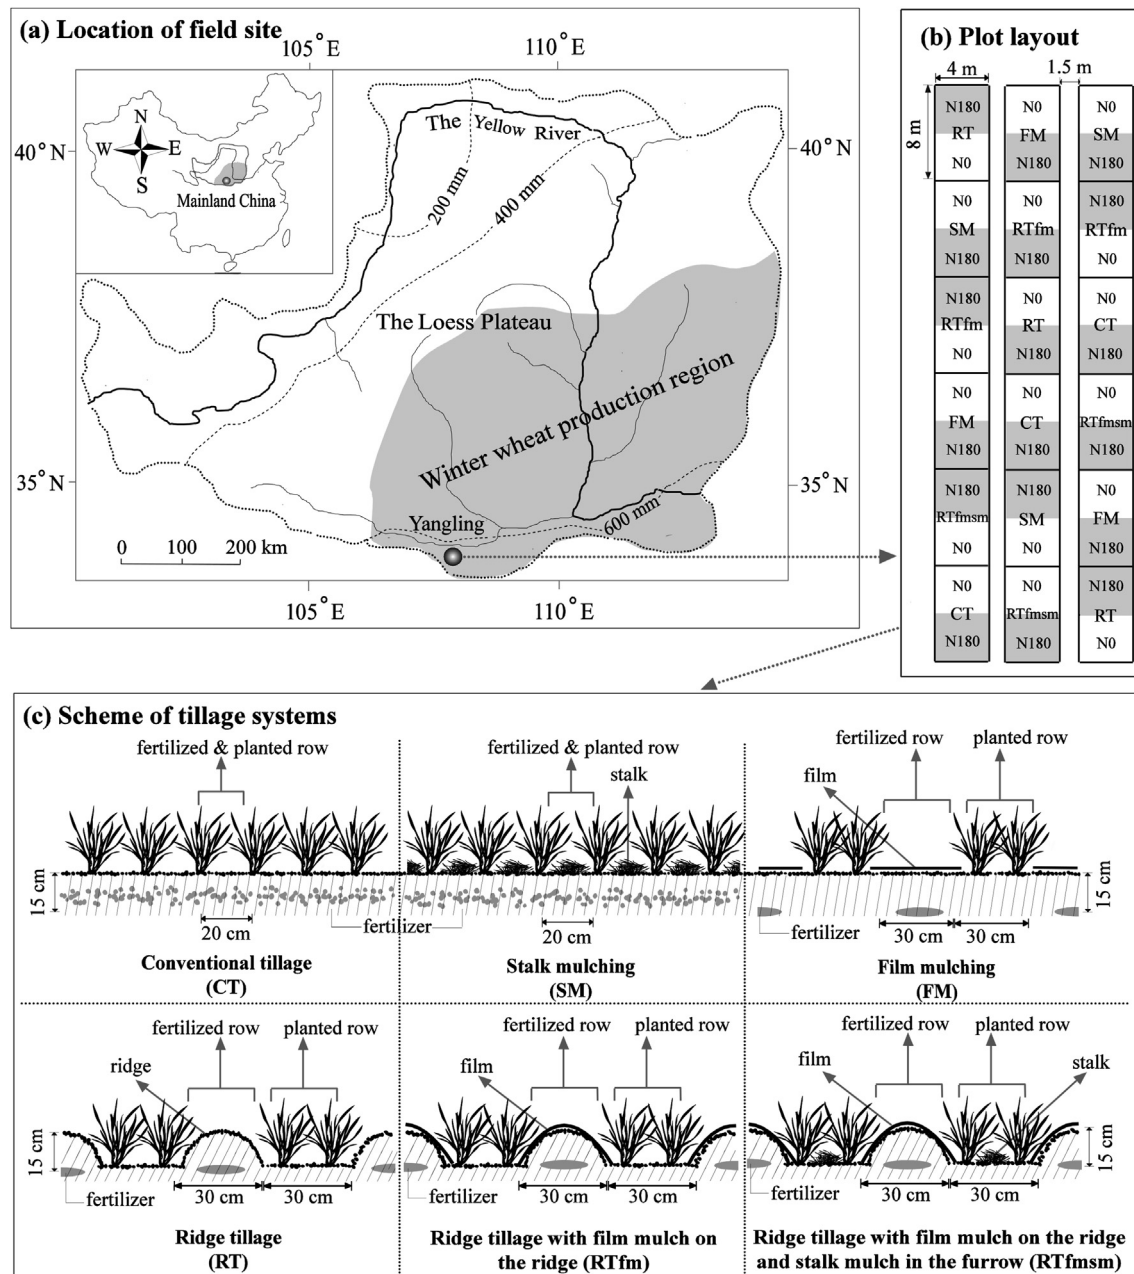 (a) Location of field site
105°E
110°E
N
W
E
S
Mainland China
40°N
40°N
The Yellow River
200 mm
400 mm
The Loess Plateau
Winter wheat production region
35°N
35°N
Yangling
600 mm
0 100 200 km
105°E
110°E
(b) Plot layout
4 m
1.5 m
8 m
N180 N0 N0
RT FM SM
N0 N180 N180
N0 N0 N180
SM RTfm RTfm
N180 N180 N0
N180 N0 N0
RTfm RT CT
N0 N180 N180
N0 N0 N0
FM CT RTfmsm
N180 N180 N180
N180 N180 N0
RTfmsm SM FM
N0 N0 N180
N0 N0 N180
CT RTfmsm RT
N180 N180 N0
(c) Scheme of tillage systems
fertilized & planted row
15 cm
20 cm
fertilizer
Conventional tillage
(CT)
fertilized & planted row
stalk
20 cm
Stalk mulching
(SM)
fertilized row
planted row
film
15 cm
fertilizer
30 cm
30 cm
Film mulching
(FM)
fertilized row
planted row
ridge
15 cm
fertilizer
30 cm
30 cm
Ridge tillage
(RT)
fertilized row
planted row
film
fertilizer
30 cm
30 cm
Ridge tillage with film mulch on
the ridge (RTfm)
fertilized row
planted row
film
stalk
15 cm
fertilizer
30 cm
30 cm
Ridge tillage with film mulch on the ridge
and stalk mulch in the furrow (RTfmsm)